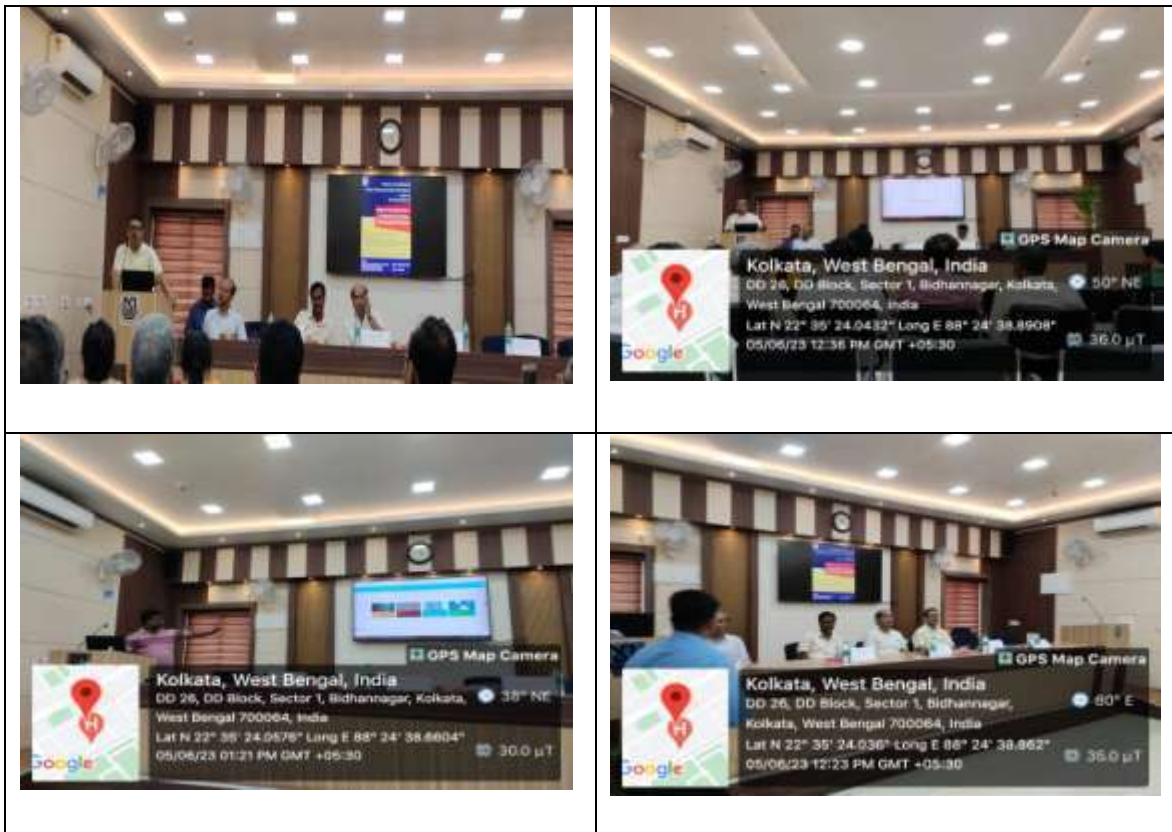 GPS Map Camera
Kolkata, West Bengal, India
DD 26, DD Block, Sector 1, Bidhannagar, Kolkata,
West Bengal 700064, India
Lat N 22° 35' 24.0432" Long E 88° 24' 38.8908"
05/06/23 12:36 PM GMT +05:30
50° NE
36.0 µT
Google
GPS Map Camera
Kolkata, West Bengal, India
DD 26, DD Block, Sector 1, Bidhannagar, Kolkata,
West Bengal 700064, India
Lat N 22° 35' 24.0576" Long E 88° 24' 38.6604"
05/06/23 01:21 PM GMT +05:30
38° NE
30.0 µT
Google
GPS Map Camera
Kolkata, West Bengal, India
DD 26, DD Block, Sector 1, Bidhannagar,
Kolkata, West Bengal 700064, India
Lat N 22° 35' 24.036" Long E 88° 24' 38.862"
05/06/23 12:23 PM GMT +05:30
60° E
35.0 µT
Google